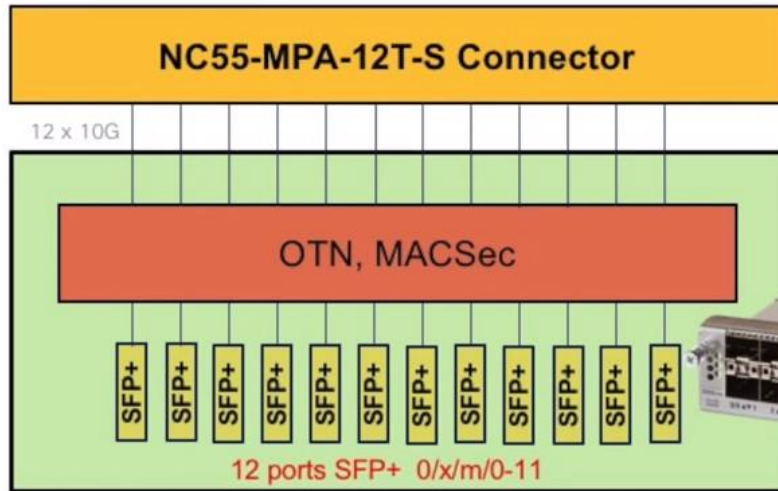 NC55-MPA-12T-S Connector
12 x 10G
OTN, MACSec
SFP+
SFP+
SFP+
SFP+
SFP+
SFP+
SFP+
SFP+
SFP+
SFP+
SFP+
SFP+
12 ports SFP+ 0/x/m/0-11